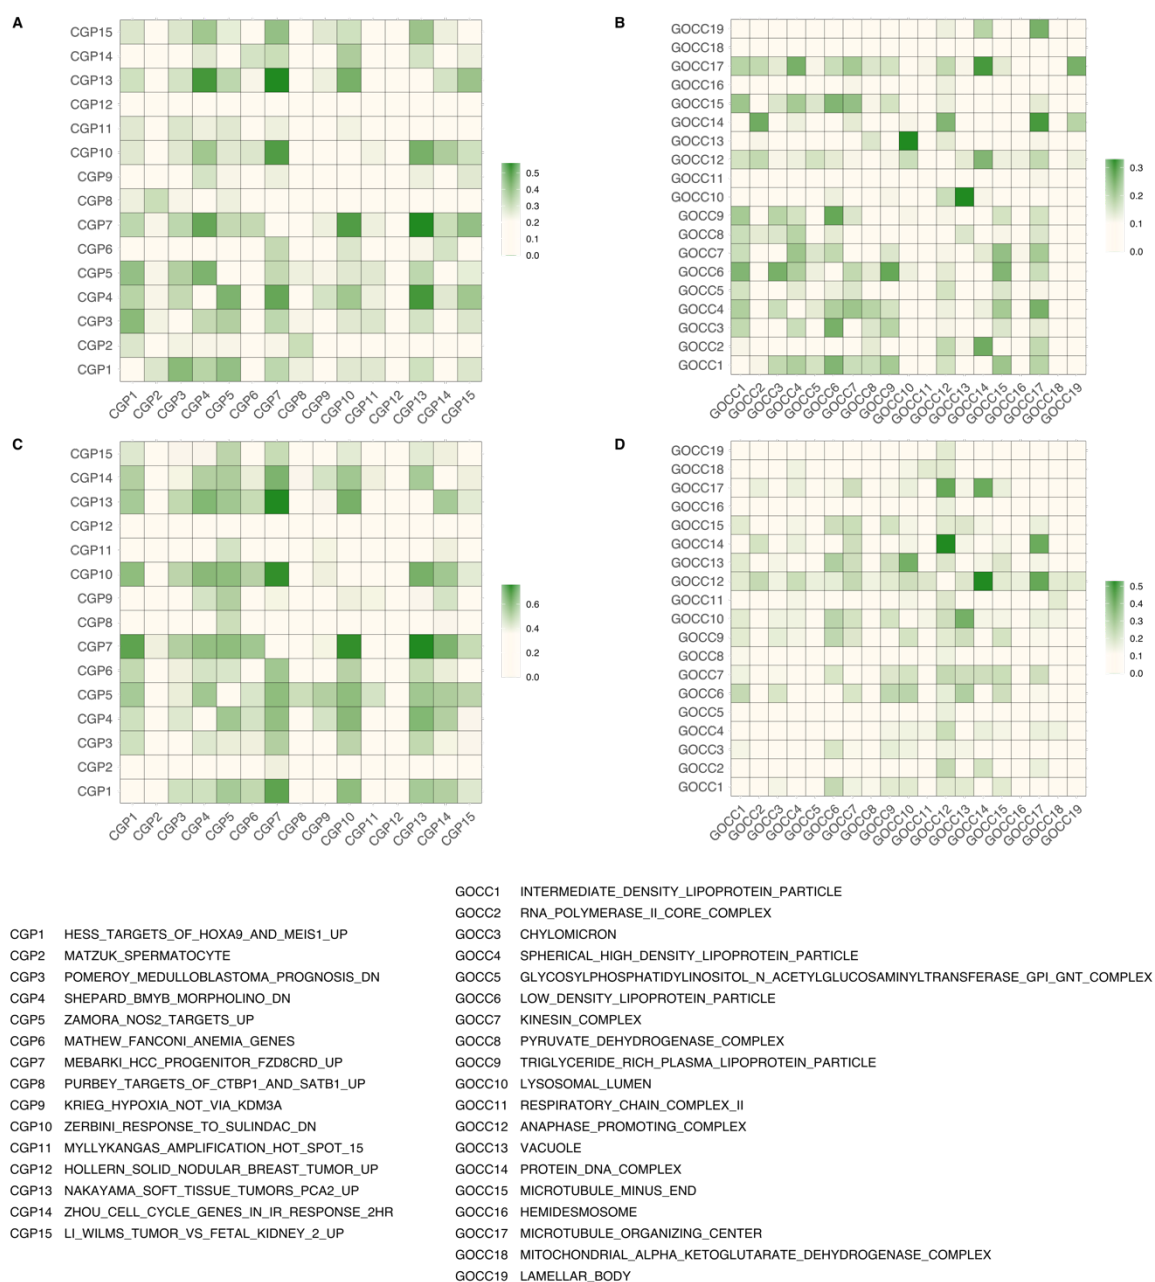 A
CGP15
CGP14
CGP13
CGP12
CGP11
CGP10
CGP9
CGP8
CGP7
CGP6
CGP5
CGP4
CGP3
CGP2
CGP1
CGP1 CGP2 CGP3 CGP4 CGP5 CGP6 CGP7 CGP8 CGP9 CGP10 CGP11 CGP12 CGP13 CGP14 CGP15
0.5
0.4
0.3
0.2
0.1
0.0
B
GOCC19
GOCC18
GOCC17
GOCC16
GOCC15
GOCC14
GOCC13
GOCC12
GOCC11
GOCC10
GOCC9
GOCC8
GOCC7
GOCC6
GOCC5
GOCC4
GOCC3
GOCC2
GOCC1
GOCC1 GOCC2 GOCC3 GOCC4 GOCC5 GOCC6 GOCC7 GOCC8 GOCC9 GOCC10 GOCC11 GOCC12 GOCC13 GOCC14 GOCC15 GOCC16 GOCC17 GOCC18 GOCC19
0.3
0.2
0.1
0.0
C
CGP15
CGP14
CGP13
CGP12
CGP11
CGP10
CGP9
CGP8
CGP7
CGP6
CGP5
CGP4
CGP3
CGP2
CGP1
CGP1 CGP2 CGP3 CGP4 CGP5 CGP6 CGP7 CGP8 CGP9 CGP10 CGP11 CGP12 CGP13 CGP14 CGP15
0.6
0.4
0.2
0.0
D
GOCC19
GOCC18
GOCC17
GOCC16
GOCC15
GOCC14
GOCC13
GOCC12
GOCC11
GOCC10
GOCC9
GOCC8
GOCC7
GOCC6
GOCC5
GOCC4
GOCC3
GOCC2
GOCC1
GOCC1 GOCC2 GOCC3 GOCC4 GOCC5 GOCC6 GOCC7 GOCC8 GOCC9 GOCC10 GOCC11 GOCC12 GOCC13 GOCC14 GOCC15 GOCC16 GOCC17 GOCC18 GOCC19
0.5
0.4
0.3
0.2
0.1
0.0
CGP1 HESS_TARGETS_OF_HOXA9_AND_MEIS1_UP
CGP2 MATZUK_SPERMATOCYTE
CGP3 POMEROY_MEDULLOBLASTOMA_PROGNOSIS_DN
CGP4 SHEPARD_BMYB_MORPHOLINO_DN
CGP5 ZAMORA_NOS2_TARGETS_UP
CGP6 MATHEW_FANCONI_ANEMIA_GENES
CGP7 MEBARKI_HCC_PROGENITOR_FZD8CRD_UP
CGP8 PURBEY_TARGETS_OF_CTBP1_AND_SATB1_UP
CGP9 KRIEG_HYPOXIA_NOT_VIA_KDM3A
CGP10 ZERBINI_RESPONSE_TO_SULINDAC_DN
CGP11 MYLLYKANGAS_AMPLIFICATION_HOT_SPOT_15
CGP12 HOLLERN_SOLID_NODULAR_BREAST_TUMOR_UP
CGP13 NAKAYAMA_SOFT_TISSUE_TUMORS_PCA2_UP
CGP14 ZHOU_CELL_CYCLE_GENES_IN_IR_RESPONSE_2HR
CGP15 LI_WILMS_TUMOR_VS_FETAL_KIDNEY_2_UP
GOCC1 INTERMEDIATE_DENSITY_LIPOPROTEIN_PARTICLE
GOCC2 RNA_POLYMERASE_II_CORE_COMPLEX
GOCC3 CHYLOMICRON
GOCC4 SPHERICAL_HIGH_DENSITY_LIPOPROTEIN_PARTICLE
GOCC5 GLYCOSYLPHOSPHATIDYLINOSITOL_N_ACETYLGLUCOSAMINYLTRANSFERASE_GPI_GNT_COMPLEX
GOCC6 LOW_DENSITY_LIPOPROTEIN_PARTICLE
GOCC7 KINESIN_COMPLEX
GOCC8 PYRUVATE_DEHYDROGENASE_COMPLEX
GOCC9 TRIGLYCERIDE_RICH_PLASMA_LIPOPROTEIN_PARTICLE
GOCC10 LYSOSOMAL_LUMEN
GOCC11 RESPIRATORY_CHAIN_COMPLEX_II
GOCC12 ANAPHASE_PROMOTING_COMPLEX
GOCC13 VACUOLE
GOCC14 PROTEIN_DNA_COMPLEX
GOCC15 MICROTUBULE_MINUS_END
GOCC16 HEMIDESMOSOME
GOCC17 MICROTUBULE_ORGANIZING_CENTER
GOCC18 MITOCHONDRIAL_ALPHA_KETOGLUTARATE_DEHYDROGENASE_COMPLEX
GOCC19 LAMELLAR_BODY